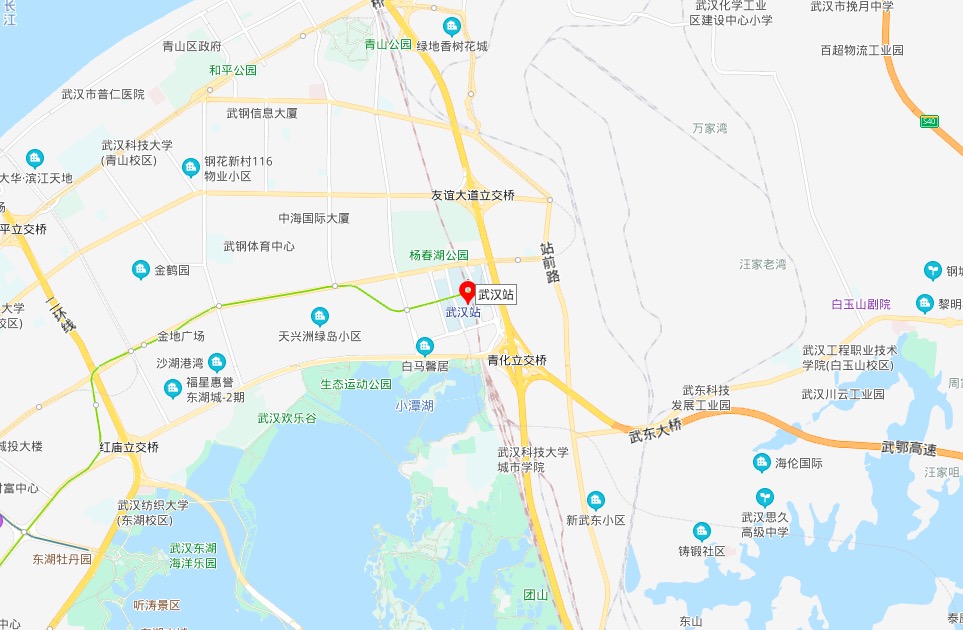 长江
桥
武汉化学工业
区建设中心小学
武汉市挽月中学
青山区政府
青山公园
绿地香树花城
百超物流工业园
和平公园
武汉市普仁医院
武钢信息大厦
S40
万家湾
武汉科技大学
(青山校区)
钢花新村116
物业小区
大华·滨江天地
友谊大道立交桥
场
中海国际大厦
平立交桥
武钢体育中心
杨春湖公园
站前路
金鹤园
汪家老湾
钢城
武汉站
武汉站
白玉山剧院
黎明
二环线
大学
校区)
金地广场
天兴洲绿岛小区
沙湖港湾
白马馨居
青化立交桥
武汉工程职业技术
学院(白玉山校区)
福星惠誉
东湖城-2期
生态运动公园
小潭湖
武东科技
发展工业园
武汉川云工业园
周
武汉欢乐谷
武东大桥
城投大楼
红庙立交桥
武汉科技大学
城市学院
武鄂高速
海伦国际
汪家咀
财富中心
武汉纺织大学
(东湖校区)
新武东小区
武汉思久
高级中学
铸锻社区
东湖牡丹园
武汉东湖
海洋乐园
听涛景区
团山
中心
东山